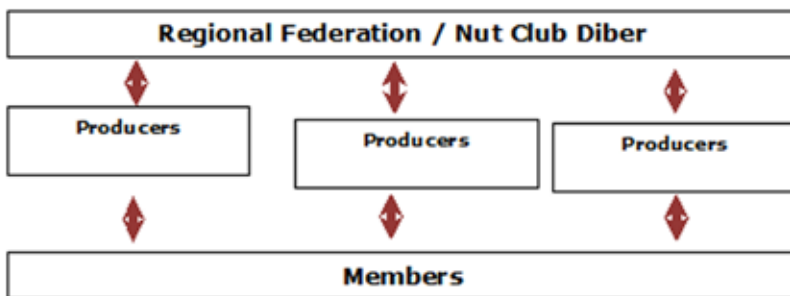 Regional Federation / Nut Club Diber
Producers
Producers
Producers
Members